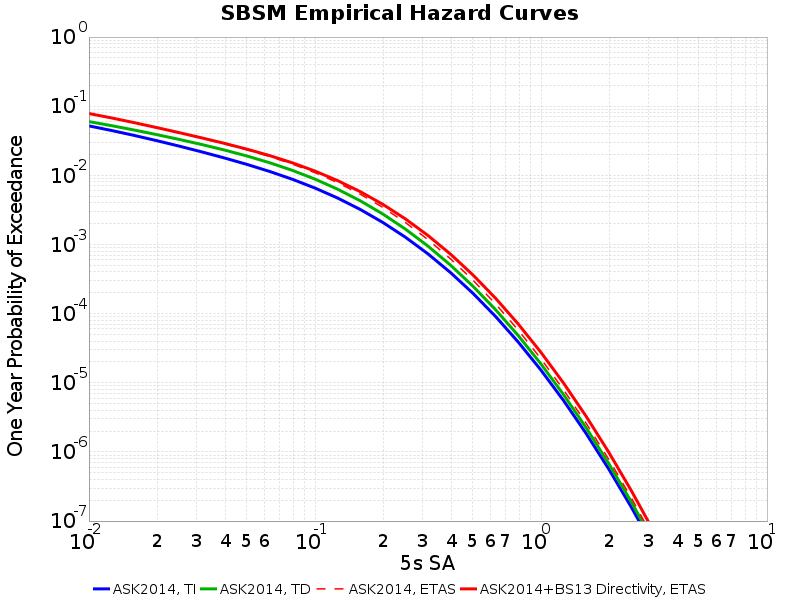 SBSM Empirical Hazard Curves
One Year Probability of Exceedance
10^0
10^-1
10^-2
10^-3
10^-4
10^-5
10^-6
10^-7
10^-2 2 3 4 5 6 10^-1 2 3 4 5 6 7 10^0 2 3 4 5 6 7 10^1
5s SA
ASK2014, TI ASK2014, TD ASK2014, ETAS ASK2014+BS13 Directivity, ETAS